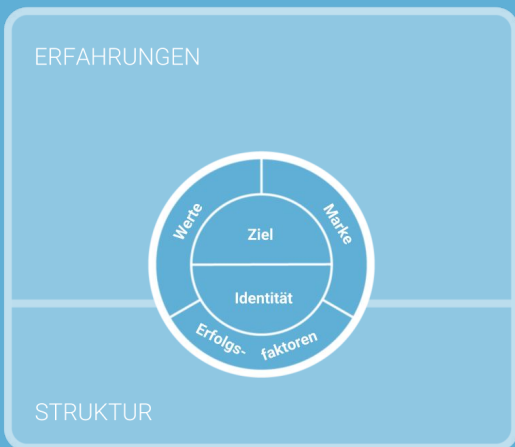 ERFAHRUNGEN
Werte
Marke
Ziel
Identität
Erfolgs- faktoren
STRUKTUR